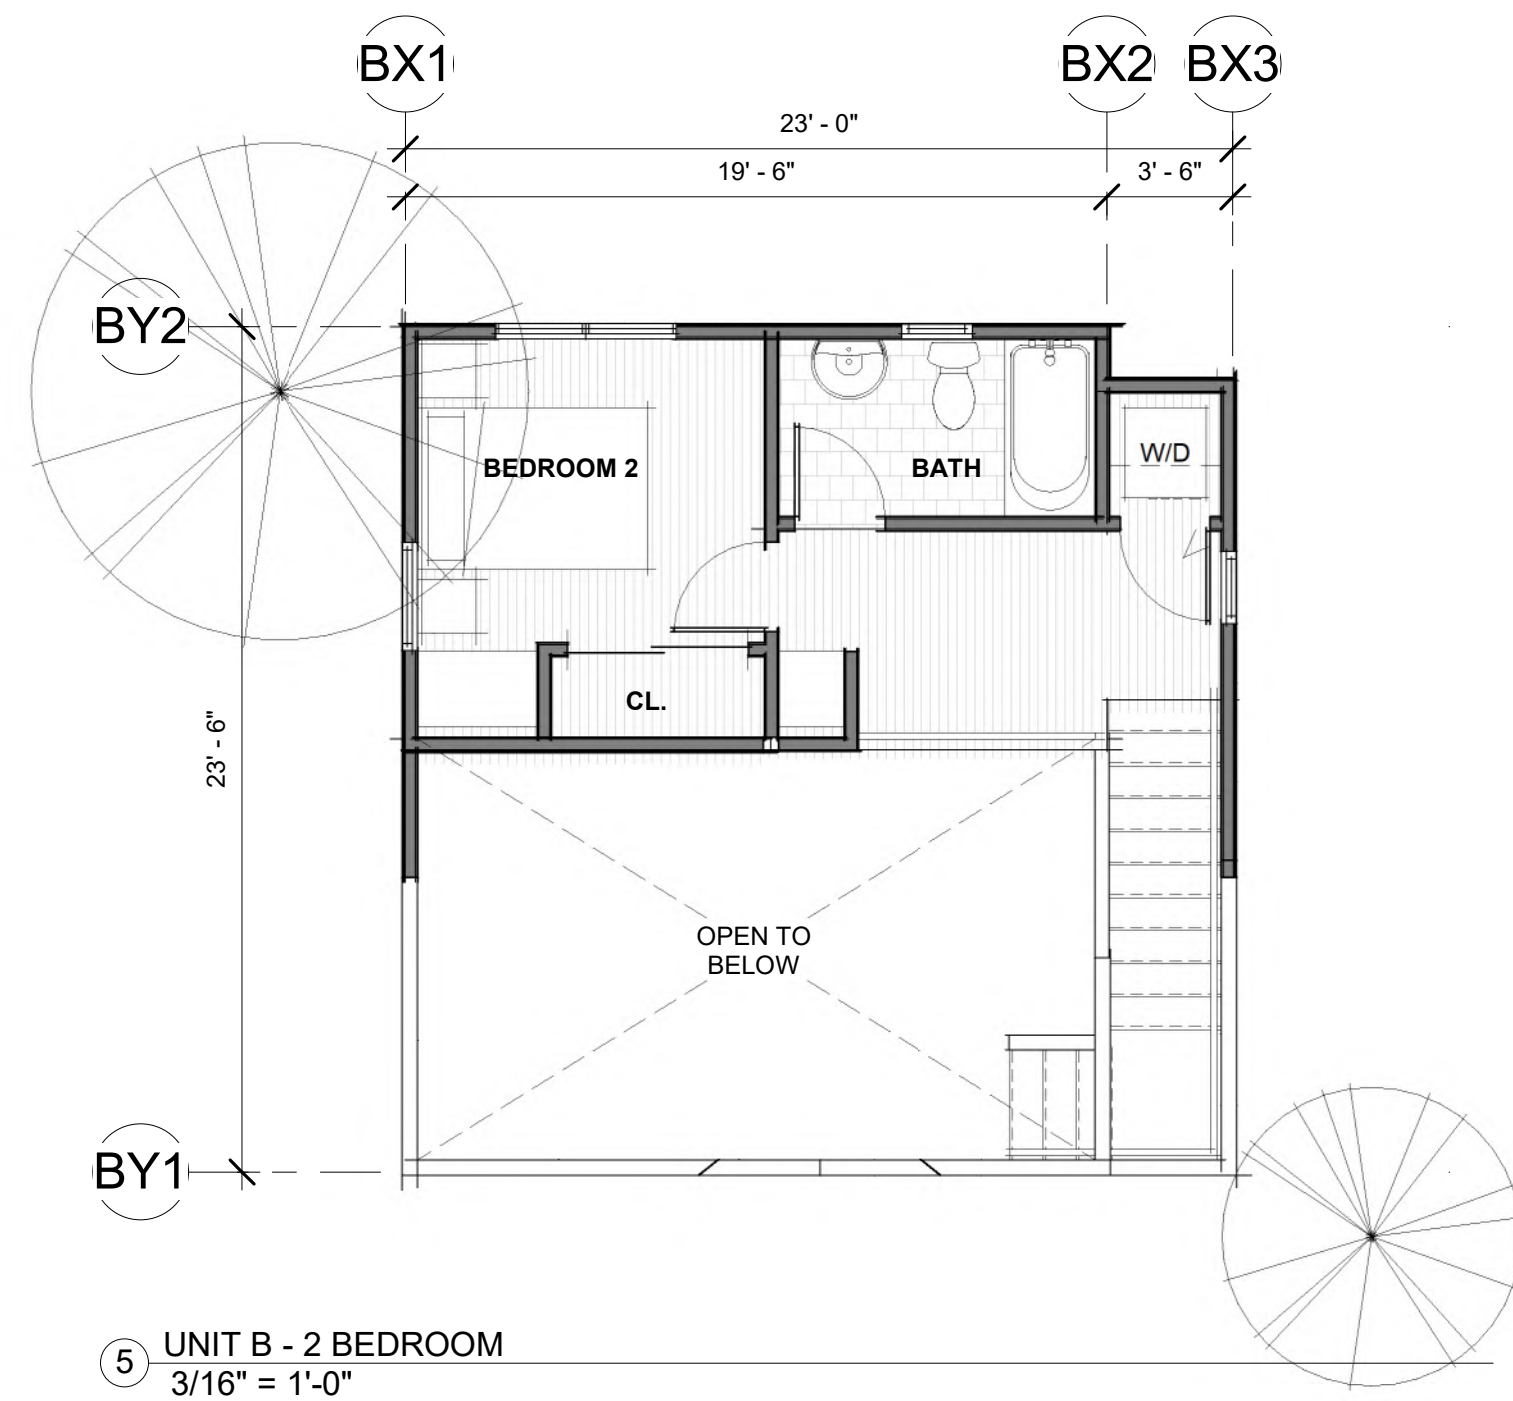 BX1
BX2
BX3
23' - 0"
19' - 6"
3' - 6"
BY2
BEDROOM 2
BATH
W/D
CL.
23' - 6"
OPEN TO
BELOW
BY1
5
UNIT B - 2 BEDROOM
3/16" = 1'-0"